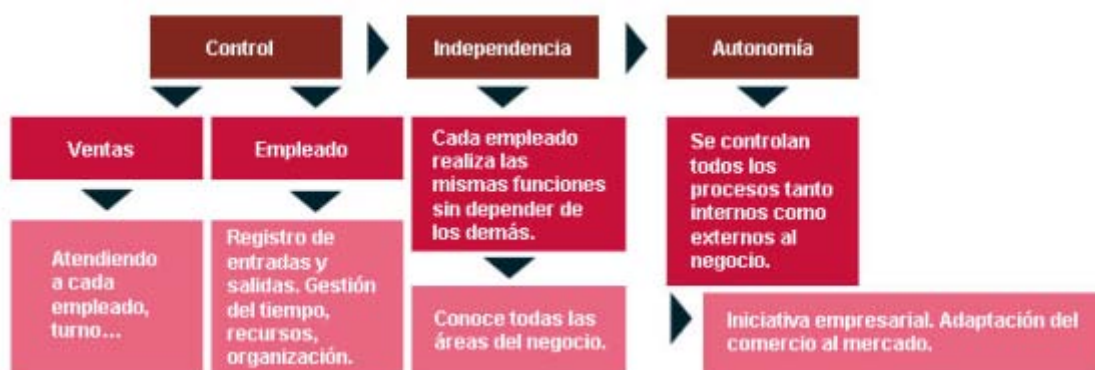 Control
Independencia
Autonomía
Ventas
Empleado
Cada empleado
realiza las
mismas funciones
sin depender de
los demás.
Se controlan
todos los
procesos tanto
internos como
externos al
negocio.
Atendiendo
a cada
empleado,
turno...
Registro de
entradas y
salidas. Gestión
del tiempo,
recursos,
organización.
Conoce todas las
áreas del negocio.
Iniciativa empresarial. Adaptación del
comercio al mercado.